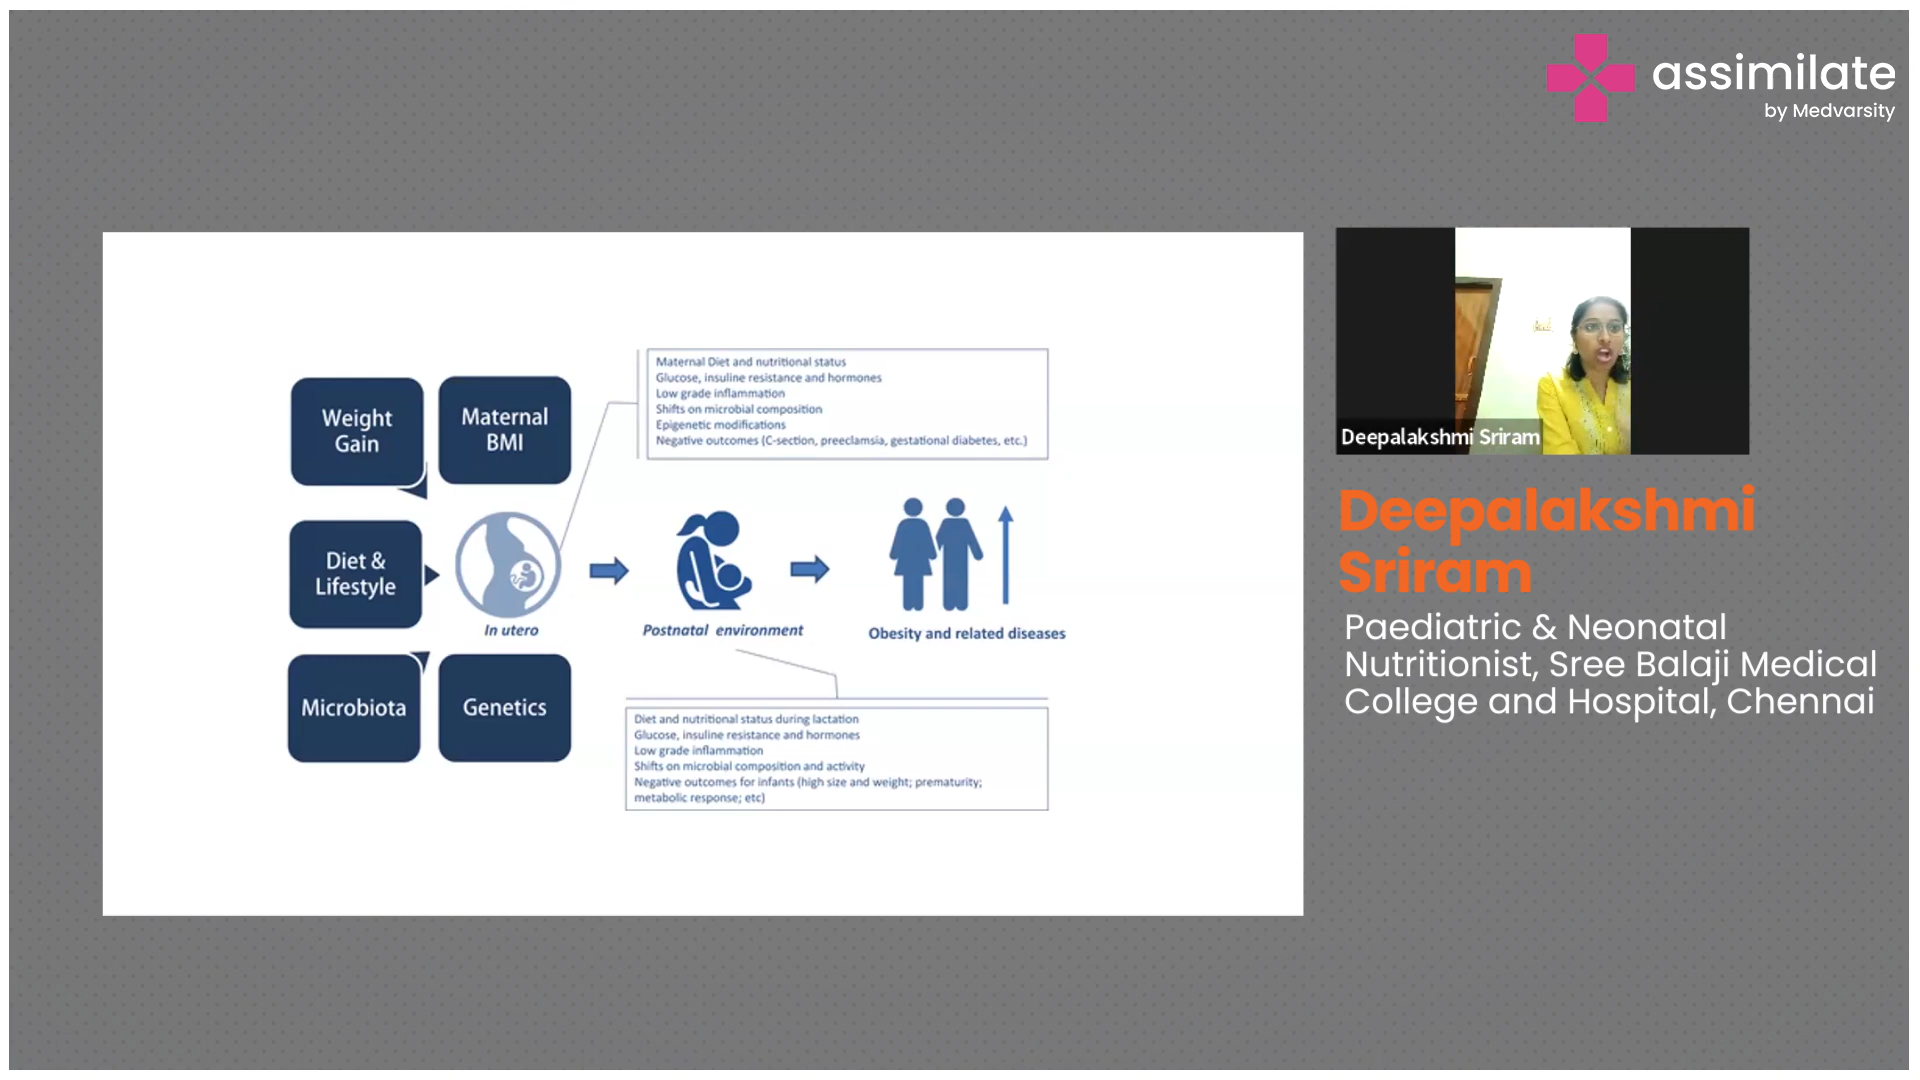 assimilate
by Medvarsity
Maternal Diet and nutritional status
Glucose, insuline resistance and hormones
Low grade inflammation
Shifts on microbial composition
Epigenetic modifications
Negative outcomes (C-section, preeclamsia, gestational diabetes, etc.)
Weight
Gain
Maternal
BMI
Diet &
Lifestyle
In utero
Postnatal environment
Obesity and related diseases
Microbiota
Genetics
Diet and nutritional status during lactation
Glucose, insuline resistance and hormones
Low grade inflammation
Shifts on microbial composition and activity
Negative outcomes for infants (high size and weight; prematurity;
metabolic response; etc)
Deepalakshmi Sriram
Deepalakshmi
Sriram
Paediatric & Neonatal
Nutritionist, Sree Balaji Medical
College and Hospital, Chennai